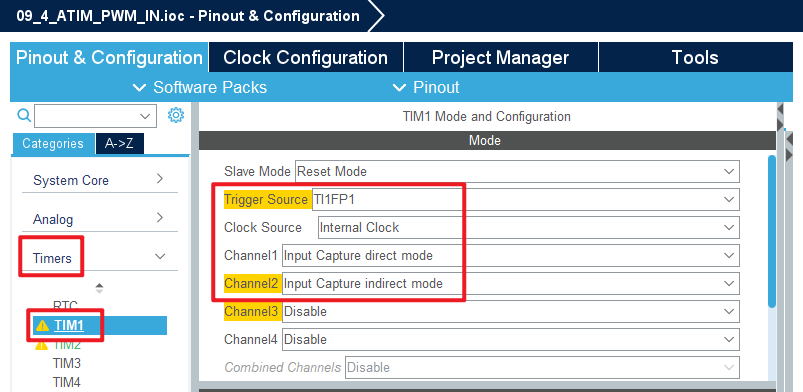 09_4_ATIM_PWM_IN.ioc - Pinout & Configuration
Pinout & Configuration
Clock Configuration
Project Manager
Tools
Software Packs
Pinout
Categories
A->Z
System Core
Analog
Timers
RTC
TIM1
TIM2
TIM3
TIM4
TIM1 Mode and Configuration
Mode
Slave Mode Reset Mode
Trigger Source TI1FP1
Clock Source Internal Clock
Channel1 Input Capture direct mode
Channel2 Input Capture indirect mode
Channel3 Disable
Channel4 Disable
Combined Channels Disable